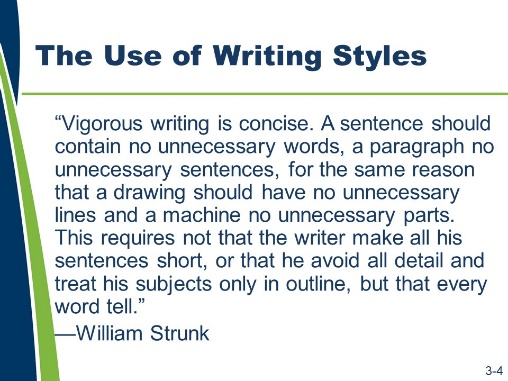 The Use of Writing Styles
“Vigorous writing is concise. A sentence should
contain no unnecessary words, a paragraph no
unnecessary sentences, for the same reason
that a drawing should have no unnecessary
lines and a machine no unnecessary parts.
This requires not that the writer make all his
sentences short, or that he avoid all detail and
treat his subjects only in outline, but that every
word tell.”
—William Strunk
3-4